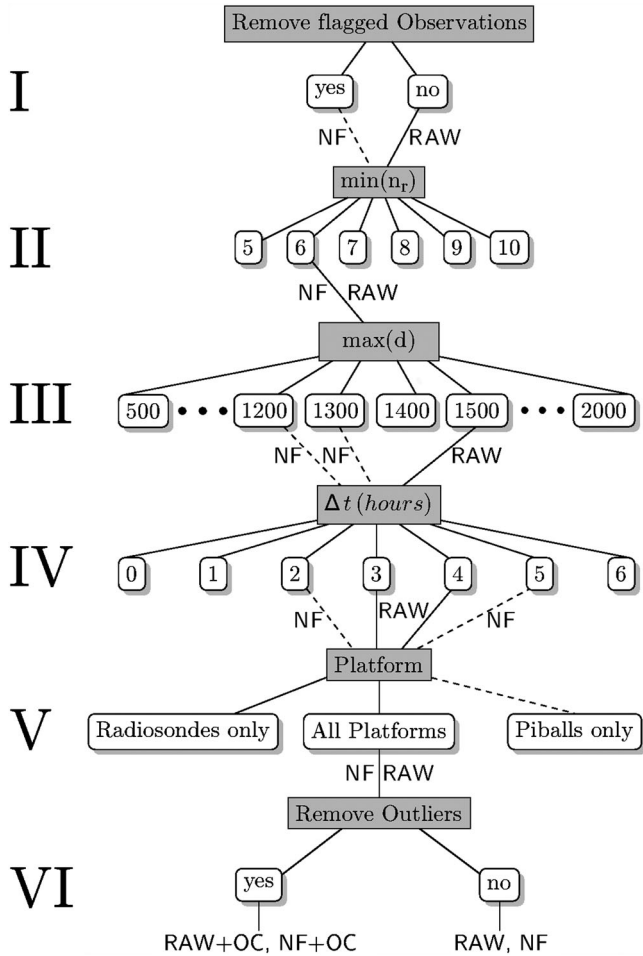 Remove flagged Observations
I
yes no
NF RAW
min(n_r)
II
5 6 7 8 9 10
NF RAW
max(d)
III
500 ••• 1200 1300 1400 1500 ••• 2000
NF NF RAW
Δt (hours)
IV
0 1 2 3 4 5 6
NF RAW NF
Platform
V
Radiosondes only All Platforms Piballs only
NF RAW
Remove Outliers
VI
yes no
RAW+OC, NF+OC RAW, NF